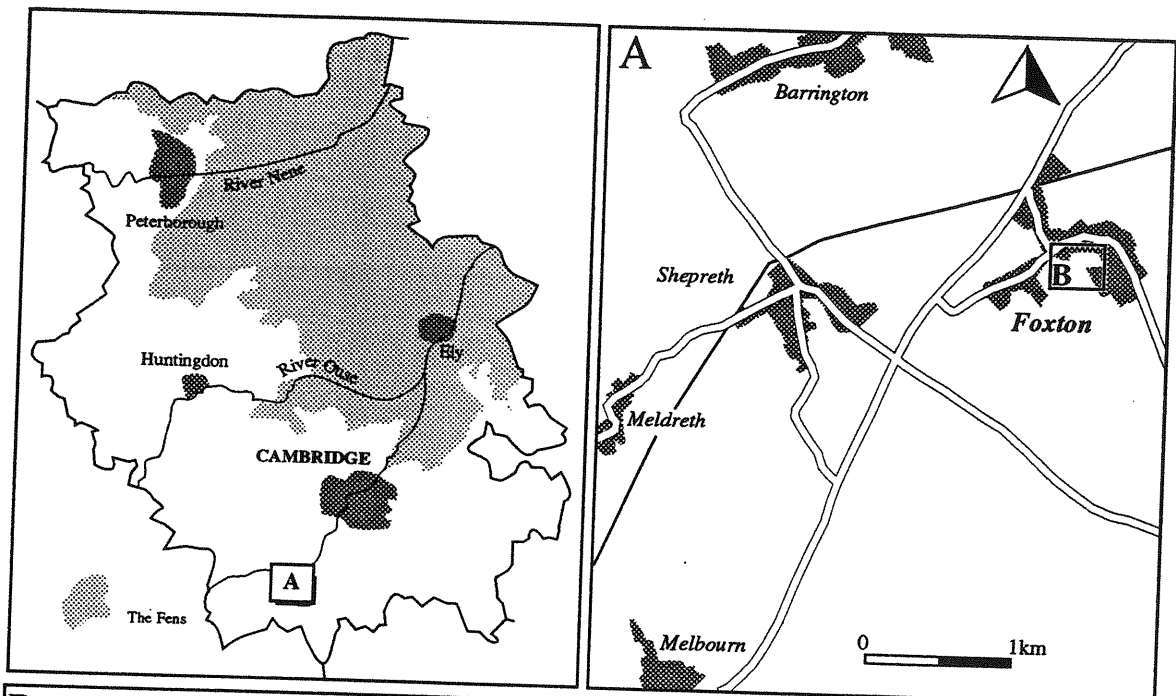 River Nene
Peterborough
Huntingdon
River Ouse
Ely
CAMBRIDGE
A
The Fens
A
Barrington
Shepreth
B
Foxton
Meldreth
Melbourn
0 1km